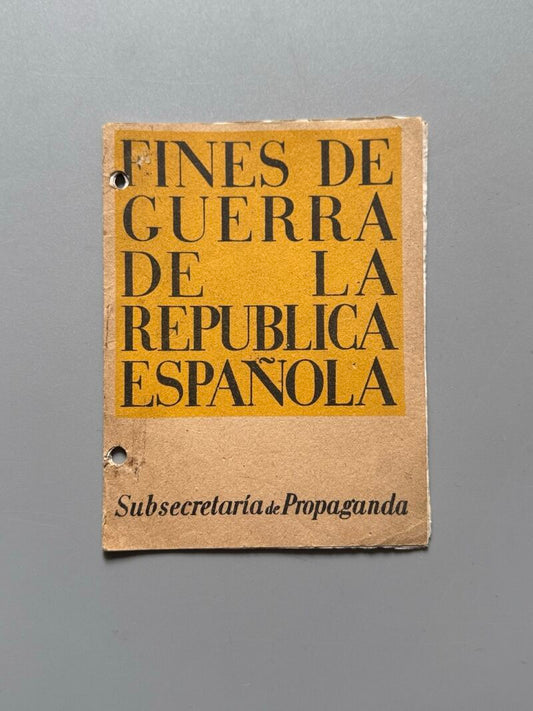 FINES DE
GUERRA
DE LA
REPUBLICA
ESPAÑOLA
Subsecretaría de Propaganda